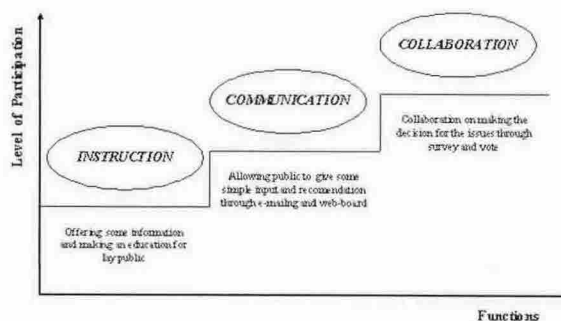 Level of Participation
COLLABORATION
Collaboration on making the
decision for the issues through
survey and vote
COMMUNICATION
Allowing public to give some
simple input and recomendation
through e-mailng and web-board
INSTRUCTION
Offering some information
and making an education for
lay public
Functions